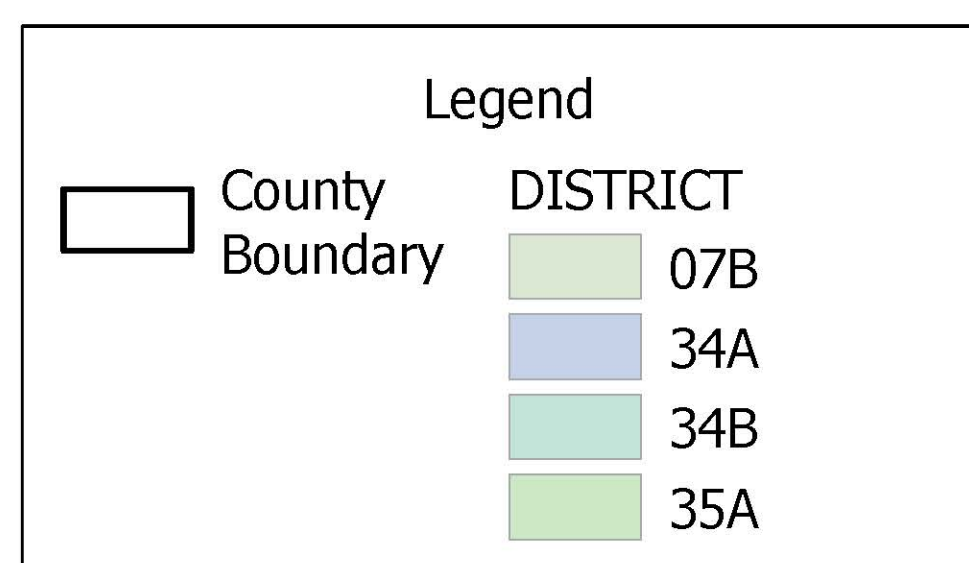 Legend
County
Boundary
DISTRICT
07B
34A
34B
35A